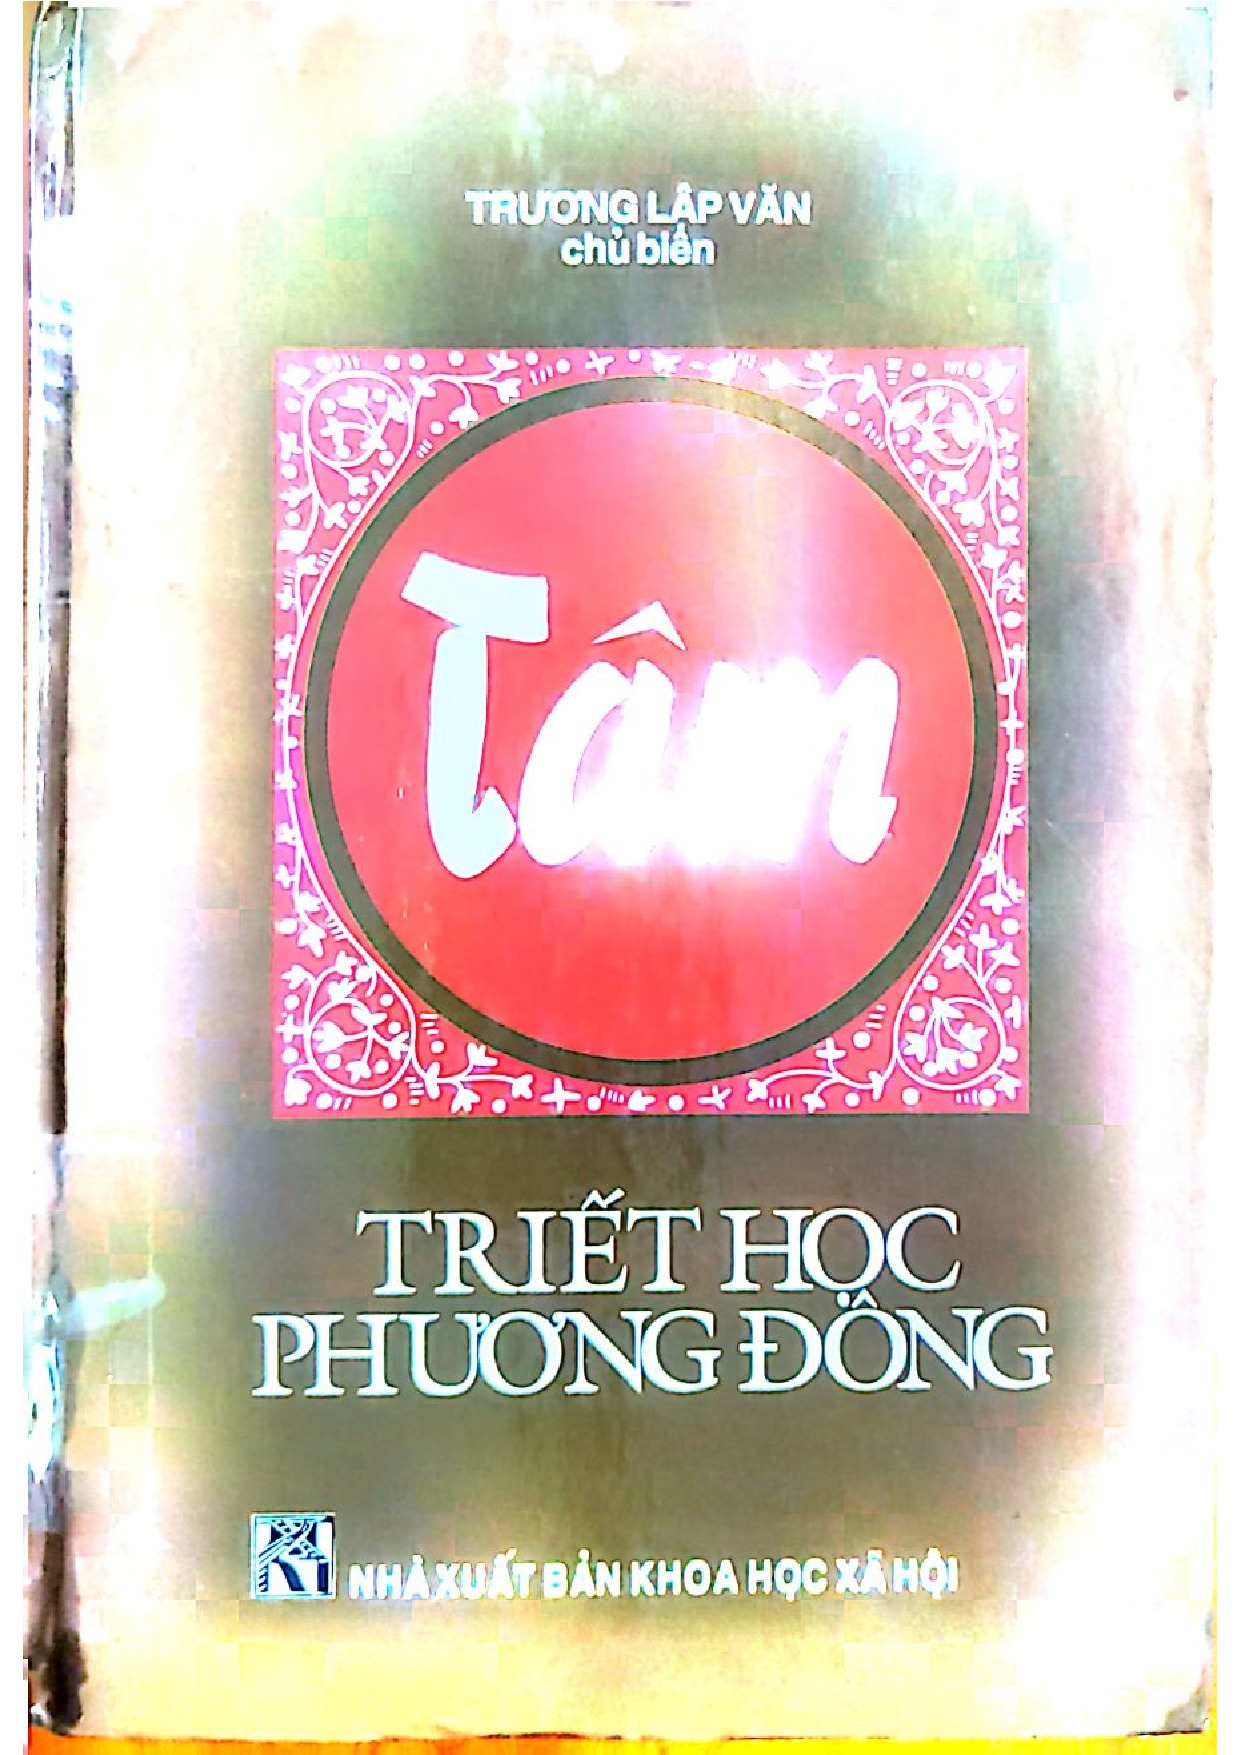 TRƯƠNG LẬP VĂN
chủ biên
Tâm
TRIẾT HỌC
PHƯƠNG ĐÔNG
NHÀ XUẤT BẢN KHOA HỌC XÃ HỘI